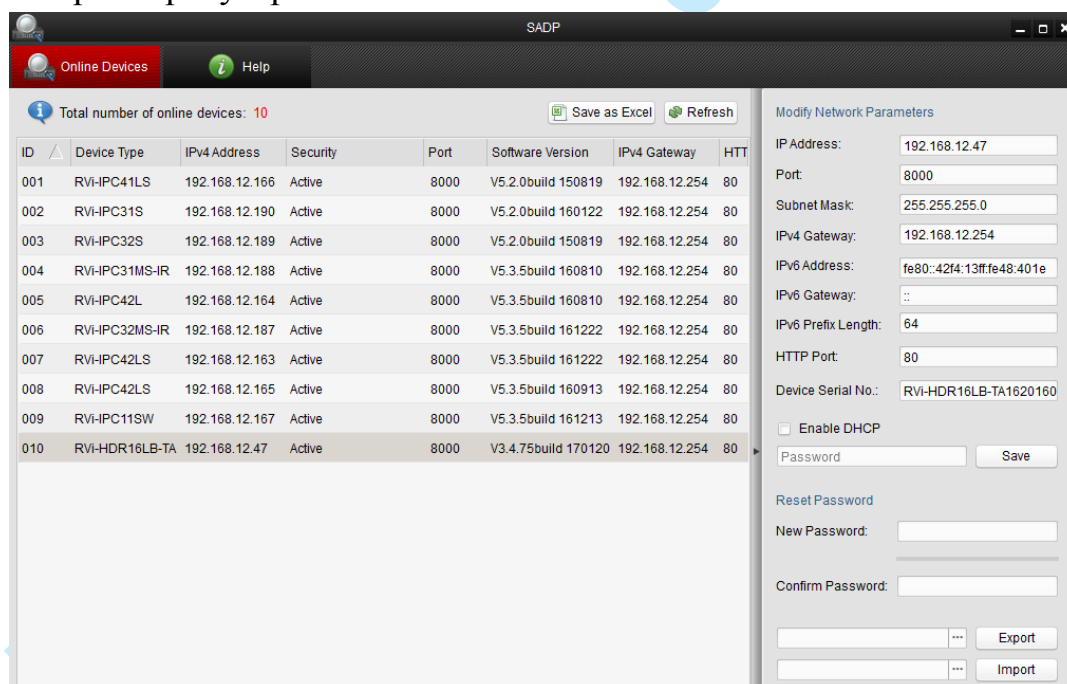 SADP
Online Devices Help
Total number of online devices: 10 Save as Excel Refresh
ID Device Type IPv4 Address Security Port Software Version IPv4 Gateway HTT
001 RVi-IPC41LS 192.168.12.166 Active 8000 V5.2.0build 150819 192.168.12.254 80
002 RVi-IPC31S 192.168.12.190 Active 8000 V5.2.0build 160122 192.168.12.254 80
003 RVi-IPC32S 192.168.12.189 Active 8000 V5.2.0build 150819 192.168.12.254 80
004 RVi-IPC31MS-IR 192.168.12.188 Active 8000 V5.3.5build 160810 192.168.12.254 80
005 RVi-IPC42L 192.168.12.164 Active 8000 V5.3.5build 160810 192.168.12.254 80
006 RVi-IPC32MS-IR 192.168.12.187 Active 8000 V5.3.5build 161222 192.168.12.254 80
007 RVi-IPC42LS 192.168.12.163 Active 8000 V5.3.5build 161222 192.168.12.254 80
008 RVi-IPC42LS 192.168.12.165 Active 8000 V5.3.5build 160913 192.168.12.254 80
009 RVi-IPC11SW 192.168.12.167 Active 8000 V5.3.5build 161213 192.168.12.254 80
010 RVi-HDR16LB-TA 192.168.12.47 Active 8000 V3.4.75build 170120 192.168.12.254 80
Modify Network Parameters
IP Address: 192.168.12.47
Port: 8000
Subnet Mask: 255.255.255.0
IPv4 Gateway: 192.168.12.254
IPv6 Address: fe80::42f4:13ff:fe48:401e
IPv6 Gateway: ::
IPv6 Prefix Length: 64
HTTP Port: 80
Device Serial No.: RVi-HDR16LB-TA1620160
Enable DHCP
Password Save
Reset Password
New Password:
Confirm Password:
... Export
... Import